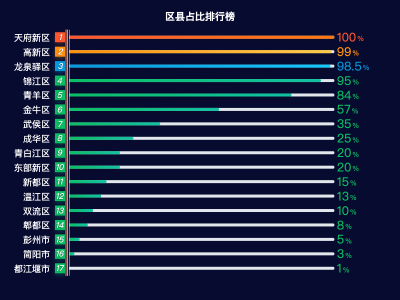 区县占比排行榜
天府新区 1 100%
高新区 2 99%
龙泉驿区 3 98.5%
锦江区 4 95%
青羊区 5 84%
金牛区 6 57%
武侯区 7 35%
成华区 8 25%
青白江区 9 20%
东部新区 10 20%
新都区 11 15%
温江区 12 13%
双流区 13 10%
郫都区 14 8%
彭州市 15 5%
简阳市 16 3%
都江堰市 17 1%